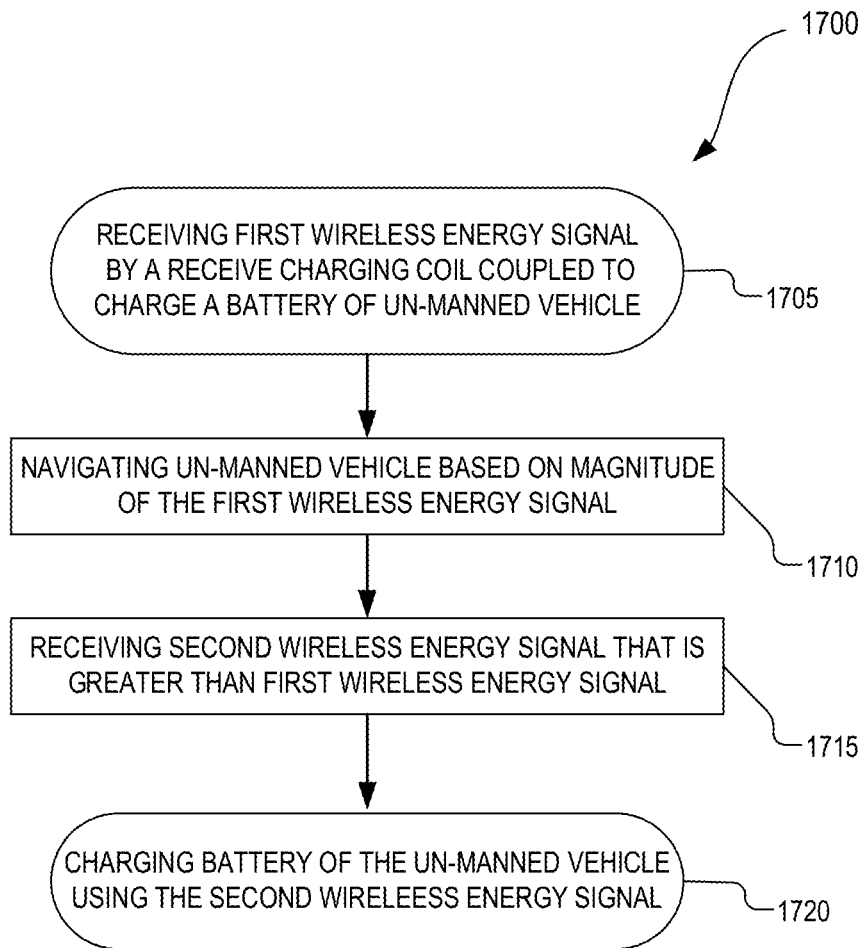 1700
RECEIVING FIRST WIRELESS ENERGY SIGNAL
BY A RECEIVE CHARGING COIL COUPLED TO
CHARGE A BATTERY OF UN-MANNED VEHICLE
1705
NAVIGATING UN-MANNED VEHICLE BASED ON MAGNITUDE
OF THE FIRST WIRELESS ENERGY SIGNAL
1710
RECEIVING SECOND WIRELESS ENERGY SIGNAL THAT IS
GREATER THAN FIRST WIRELESS ENERGY SIGNAL
1715
CHARGING BATTERY OF THE UN-MANNED VEHICLE
USING THE SECOND WIRELEESS ENERGY SIGNAL
1720